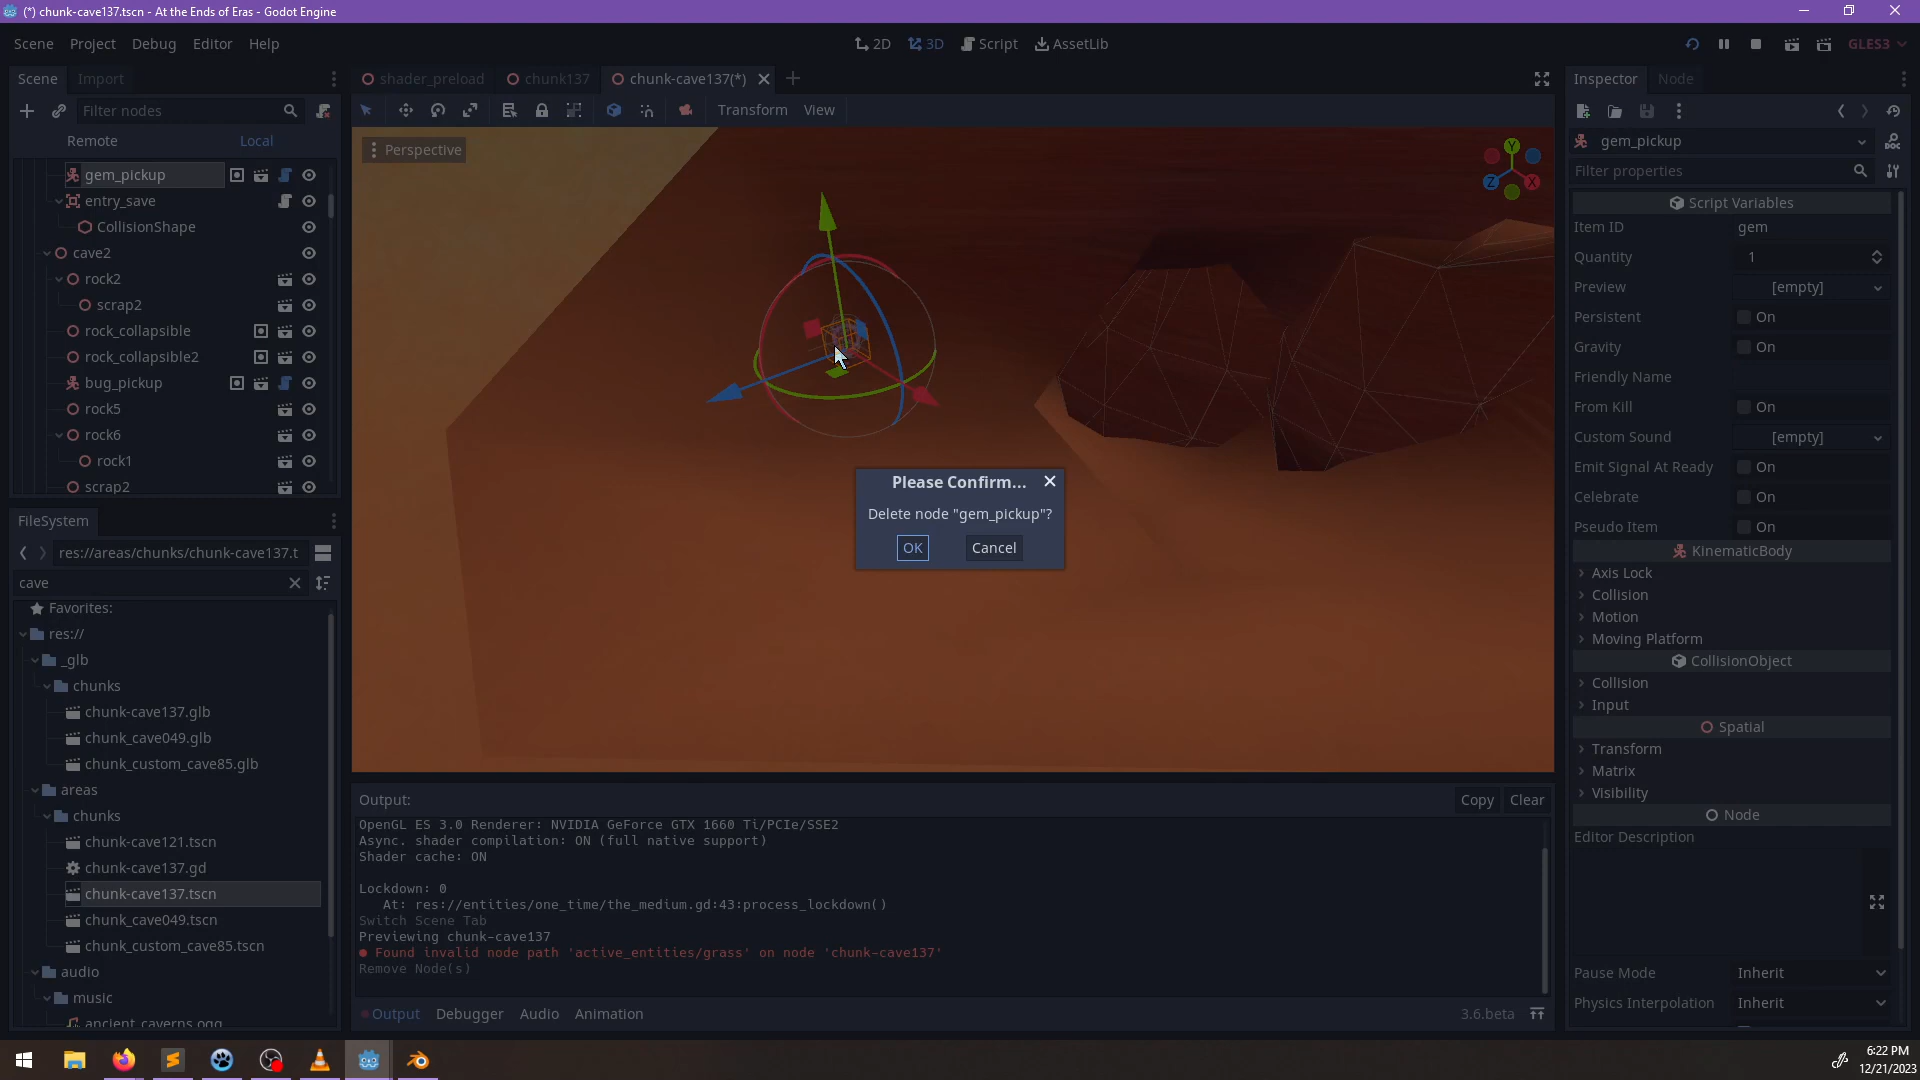 (*) chunk-cave137.tscn - At the Ends of Eras - Godot Engine
Scene Project Debug Editor Help
2D 3D Script AssetLib
GLES3
Scene Import
shader_preload chunk137 chunk-cave137(*)
Inspector Node
Filter nodes
Transform View
Remote Local
gem_pickup
Perspective
Y
Z
X
Filter properties
gem_pickup
entry_save
CollisionShape
cave2
rock2
scrap2
rock_collapsible
rock_collapsible2
bug_pickup
rock5
rock6
rock1
scrap2
Script Variables
Item ID gem
Quantity 1
Preview [empty]
Persistent On
Gravity On
Friendly Name
From Kill On
Custom Sound [empty]
Emit Signal At Ready On
Celebrate On
Pseudo Item On
KinematicBody
Axis Lock
Collision
Motion
Moving Platform
CollisionObject
Collision
Input
Spatial
Transform
Matrix
Visibility
Node
Editor Description
Pause Mode Inherit
Physics Interpolation Inherit
Please Confirm...
Delete node "gem_pickup"?
OK Cancel
FileSystem
res://areas/chunks/chunk-cave137.t
cave
Favorites:
res://
_glb
chunks
chunk-cave137.glb
chunk_cave049.glb
chunk_custom_cave85.glb
areas
chunks
chunk-cave121.tscn
chunk-cave137.gd
chunk-cave137.tscn
chunk_cave049.tscn
chunk_custom_cave85.tscn
audio
music
ancient_caverns.ogg
Output:
Copy Clear
OpenGL ES 3.0 Renderer: NVIDIA GeForce GTX 1660 Ti/PCIe/SSE2
Async. shader compilation: ON (full native support)
Shader cache: ON
Lockdown: 0
At: res://entities/one_time/the_medium.gd:43:process_lockdown()
Switch Scene Tab
Previewing chunk-cave137
Found invalid node path 'active_entities/grass' on node 'chunk-cave137'
Remove Node(s)
Output Debugger Audio Animation
3.6.beta
6:22 PM
12/21/2023